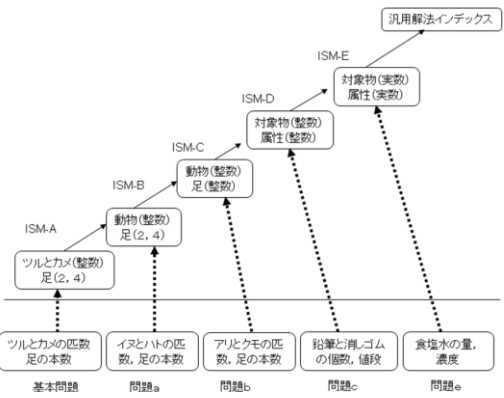 汎用解法インデックス
ISM-E
対象物(実数)
属性(実数)
ISM-D
対象物(整数)
属性(整数)
ISM-C
動物(整数)
足(整数)
ISM-B
動物(整数)
足(2, 4)
ISM-A
ツルとカメ(整数)
足(2, 4)
ツルとカメの匹数
足の本数
イヌとハトの匹
数, 足の本数
アリとクモの匹
数, 足の本数
鉛筆と消しゴム
の個数, 値段
食塩水の量,
濃度
基本問題
問題a
問題b
問題c
問題e